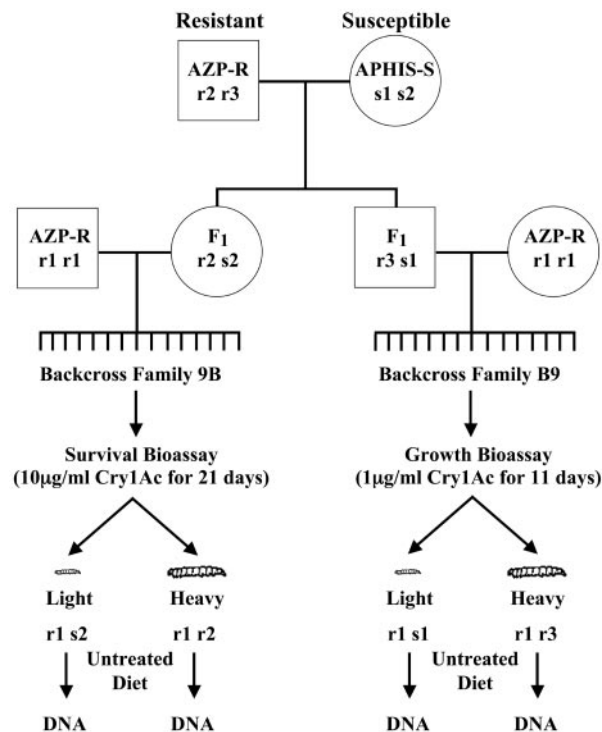 Resistant Susceptible
AZP-R APHIS-S
r2 r3 s1 s2
AZP-R F1 F1 AZP-R
r1 r1 r2 s2 r3 s1 r1 r1
Backcross Family 9B Backcross Family B9
Survival Bioassay Growth Bioassay
(10µg/ml Cry1Ac for 21 days) (1µg/ml Cry1Ac for 11 days)
Light Heavy Light Heavy
r1 s2 r1 r2 r1 s1 r1 r3
Untreated Untreated
Diet Diet
DNA DNA DNA DNA